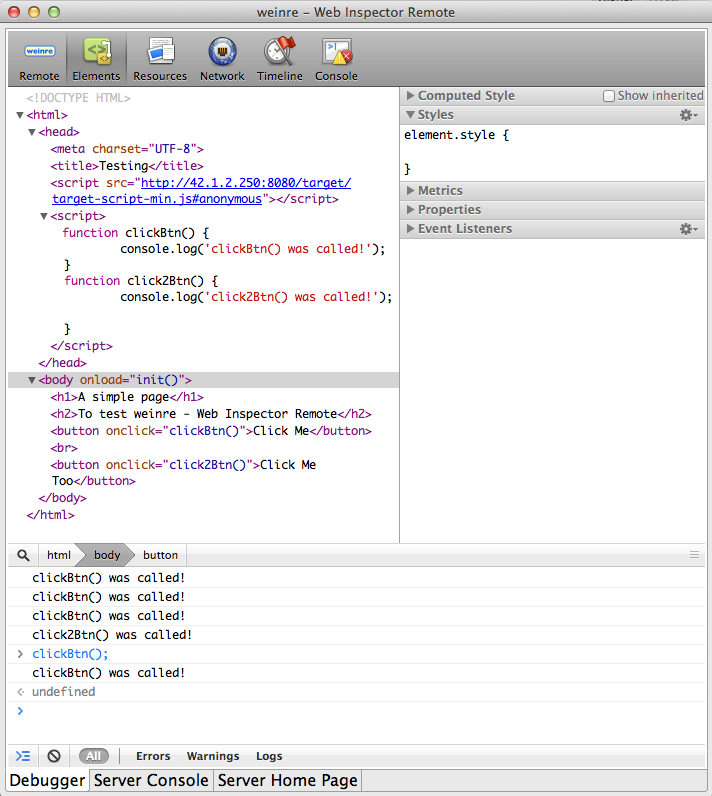 weinre – Web Inspector Remote
weinre
Remote Elements Resources Network Timeline Console
<!DOCTYPE HTML>
<html>
<head>
<meta charset="UTF-8">
<title>Testing</title>
<script src="http://42.1.2.250:8080/target/
target-script-min.js#anonymous"></script>
<script>
function clickBtn() {
console.log('clickBtn() was called!');
}
function click2Btn() {
console.log('click2Btn() was called!');
}
</script>
</head>
<body onload="init()">
<h1>A simple page</h1>
<h2>To test weinre - Web Inspector Remote</h2>
<button onclick="clickBtn()">Click Me</button>
<br>
<button onclick="click2Btn()">Click Me
Too</button>
</body>
</html>
Computed Style Show inherited
Styles
element.style {
}
Metrics
Properties
Event Listeners
html body button
clickBtn() was called!
clickBtn() was called!
clickBtn() was called!
click2Btn() was called!
> clickBtn();
clickBtn() was called!
undefined
>
All Errors Warnings Logs
Debugger Server Console Server Home Page